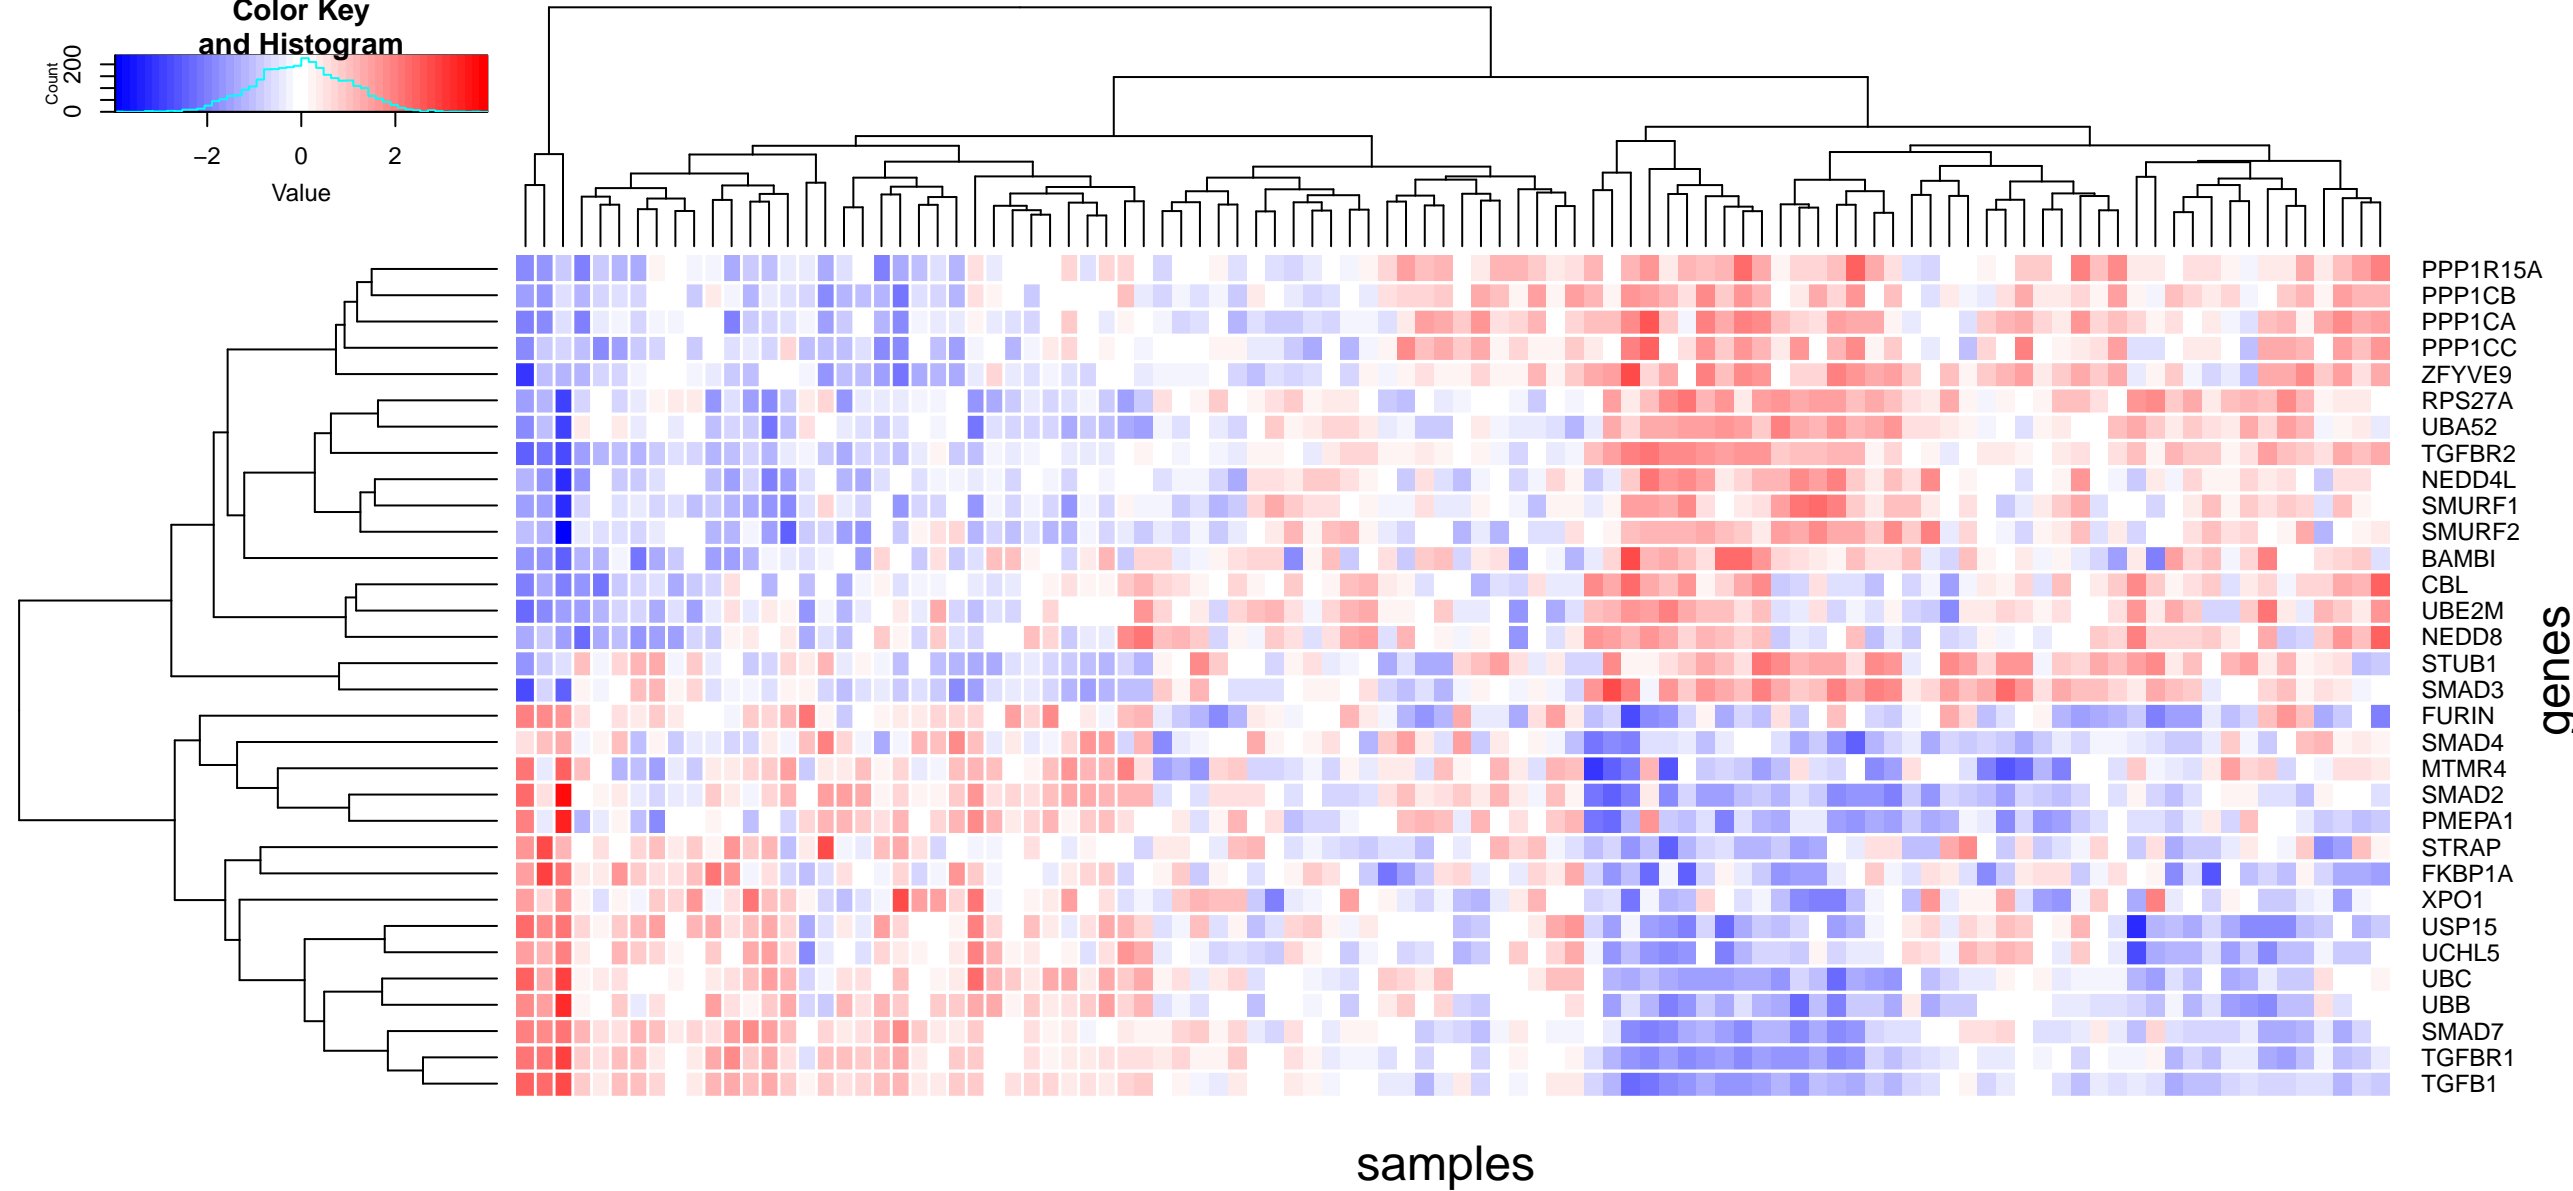 Color Key
and Histogram
Count
0 200
−2 0 2
Value
PPP1R15A
PPP1CB
PPP1CA
PPP1CC
ZFYVE9
RPS27A
UBA52
TGFBR2
NEDD4L
SMURF1
SMURF2
BAMBI
CBL
UBE2M
NEDD8
STUB1
SMAD3
FURIN
SMAD4
MTMR4
SMAD2
PMEPA1
STRAP
FKBP1A
XPO1
USP15
UCHL5
UBC
UBB
SMAD7
TGFBR1
TGFB1
genes
samples